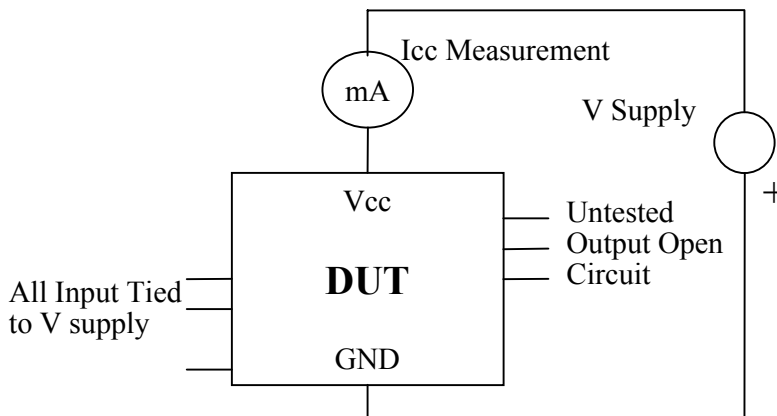 Icc Measurement
mA
V Supply
+
Vcc
Untested
Output Open
Circuit
DUT
All Input Tied
to V supply
GND